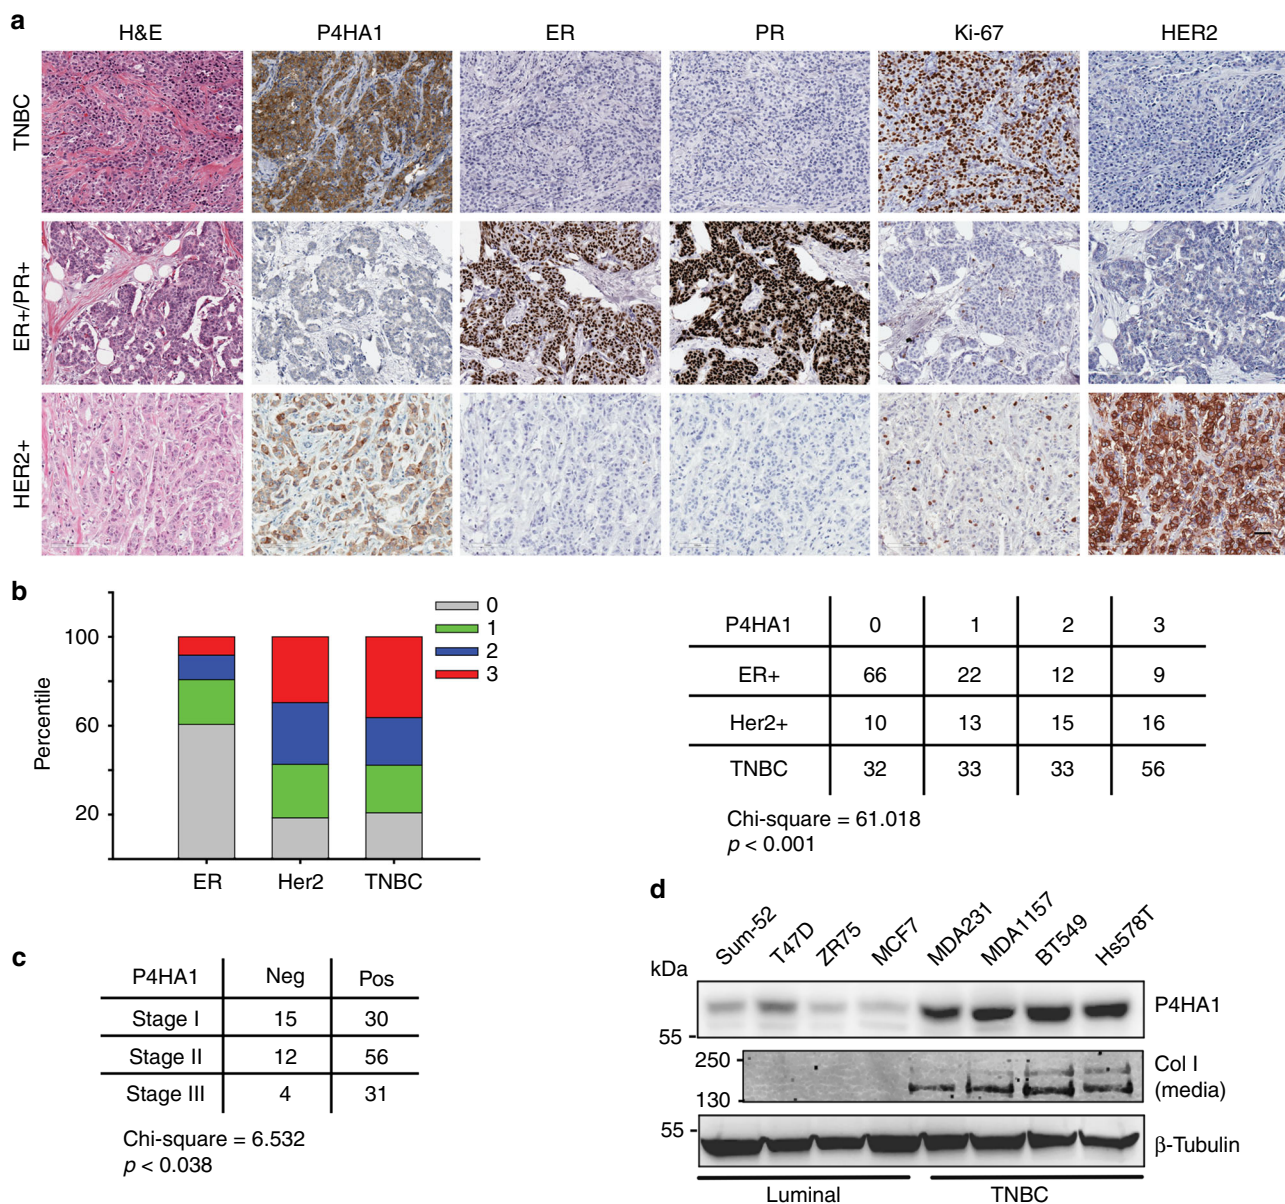 a
H&E P4HA1 ER PR Ki-67 HER2
TNBC
ER+/PR+
HER2+
b
Percentile
100
60
20
ER Her2 TNBC
0
1
2
3
P4HA1 0 1 2 3
ER+ 66 22 12 9
Her2+ 10 13 15 16
TNBC 32 33 33 56
Chi-square = 61.018
p < 0.001
c
P4HA1 Neg Pos
Stage I 15 30
Stage II 12 56
Stage III 4 31
Chi-square = 6.532
p < 0.038
d
Sum-52 T47D ZR75 MCF7 MDA231 MDA1157 BT549 Hs578T
kDa
P4HA1
55
250
Col I
(media)
130
55
β-Tubulin
Luminal TNBC